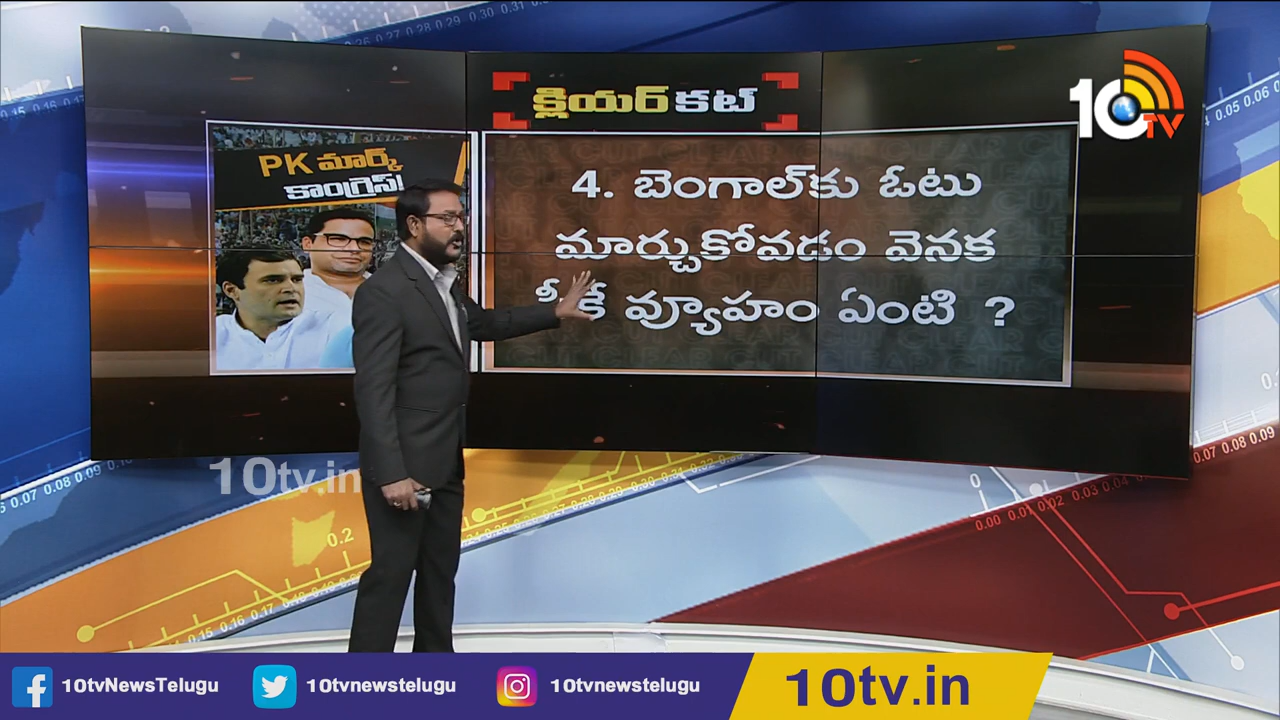 క్లియర్ కట్
10TV
PK మార్క్
కాంగ్రెస్!
4. బెంగాల్‌కు ఓటు
మార్చుకోవడం వెనక
వ్యూహం ఏంటి ?
10tv.in
10tvNewsTelugu
10tvnewstelugu
10tvnewstelugu
10tv.in